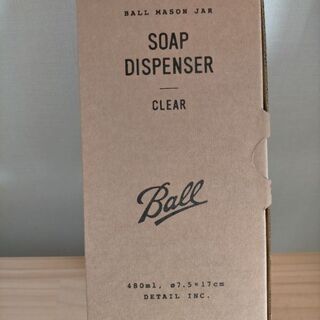 BALL MASON JAR
SOAP
DISPENSER
CLEAR
Ball
480ml, ø7.5×17cm
DETAIL INC.